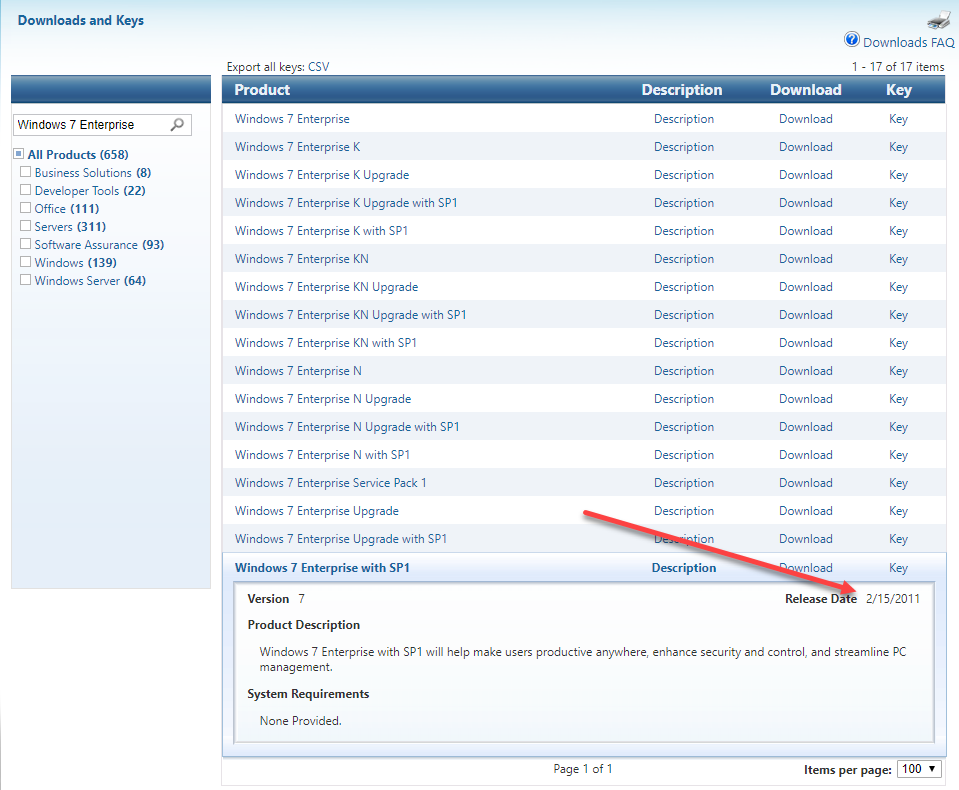 Downloads and Keys
Downloads FAQ
Export all keys: CSV
1 - 17 of 17 items
Product Description Download Key
Windows 7 Enterprise
All Products (658)
Business Solutions (8)
Developer Tools (22)
Office (111)
Servers (311)
Software Assurance (93)
Windows (139)
Windows Server (64)
Windows 7 Enterprise Description Download Key
Windows 7 Enterprise K Description Download Key
Windows 7 Enterprise K Upgrade Description Download Key
Windows 7 Enterprise K Upgrade with SP1 Description Download Key
Windows 7 Enterprise K with SP1 Description Download Key
Windows 7 Enterprise KN Description Download Key
Windows 7 Enterprise KN Upgrade Description Download Key
Windows 7 Enterprise KN Upgrade with SP1 Description Download Key
Windows 7 Enterprise KN with SP1 Description Download Key
Windows 7 Enterprise N Description Download Key
Windows 7 Enterprise N Upgrade Description Download Key
Windows 7 Enterprise N Upgrade with SP1 Description Download Key
Windows 7 Enterprise N with SP1 Description Download Key
Windows 7 Enterprise Service Pack 1 Description Download Key
Windows 7 Enterprise Upgrade Description Download Key
Windows 7 Enterprise Upgrade with SP1 Description Download Key
Windows 7 Enterprise with SP1 Description Download Key
Version 7 Release Date 2/15/2011
Product Description
Windows 7 Enterprise with SP1 will help make users productive anywhere, enhance security and control, and streamline PC
management.
System Requirements
None Provided.
Page 1 of 1
Items per page: 100